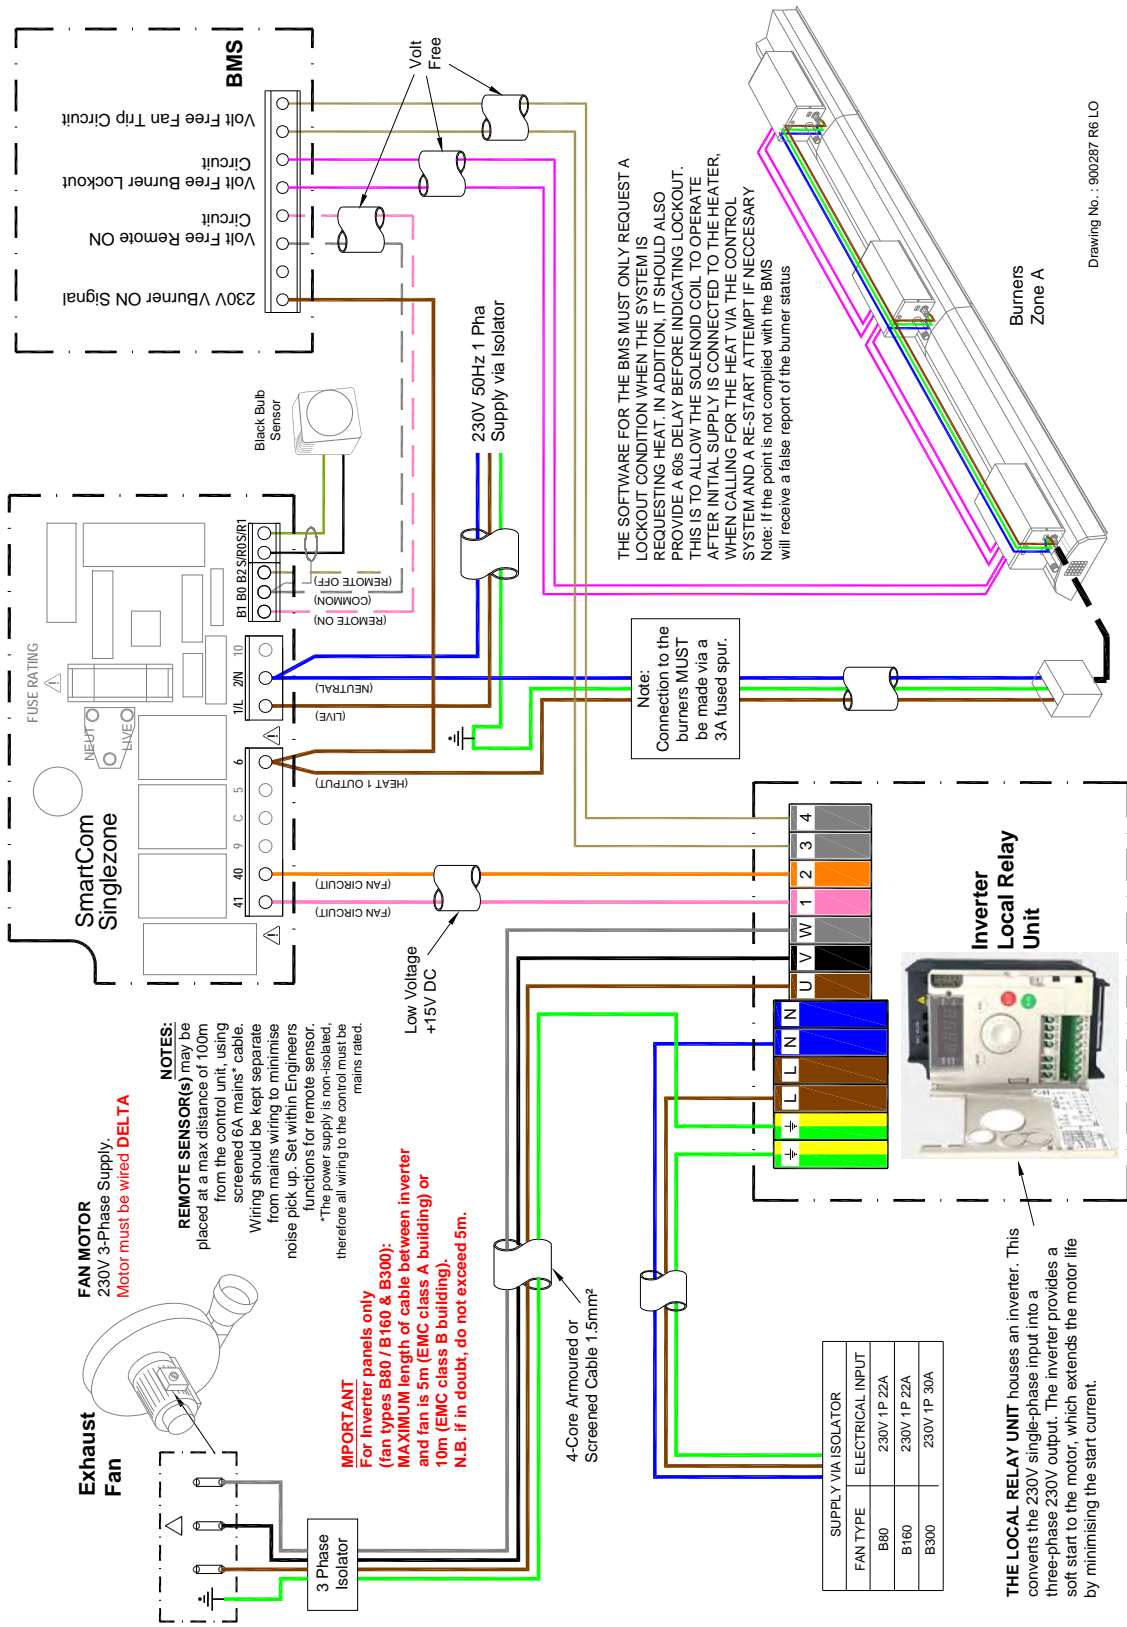 Exhaust
Fan
FAN MOTOR
230V 3-Phase Supply.
Motor must be wired DELTA
NOTES:
REMOTE SENSOR(s) may be
placed at a max distance of 100m
from the control unit, using
screened 6A mains* cable.
Wiring should be kept separate
from mains wiring to minimise
noise pick up. Set within Engineers
functions for remote sensor.
*The power supply is non-isolated,
therefore all wiring to the control must be
mains rated.
MPORTANT
For Inverter panels only
(fan types B80 / B160 & B300):
MAXIMUM length of cable between inverter
and fan is 5m (EMC class A building) or
10m (EMC class B building).
N.B. if in doubt, do not exceed 5m.
3 Phase
Isolator
4-Core Armoured or
Screened Cable 1.5mm²
SmartCom
Singlezone
FUSE RATING
NEUT
LIVE
41
40
9
C
5
6
1/L
2/N
10
B1
B0
B2
S/R0
S/R1
(FAN CIRCUIT)
(FAN CIRCUIT)
(HEAT 1 OUTPUT)
(LIVE)
(NEUTRAL)
(REMOTE ON)
(COMMON)
(REMOTE OFF)
Low Voltage
+15V DC
Black Bulb
Sensor
230V 50Hz 1 Pha
Supply via Isolator
BMS
230V VBurner ON Signal
Volt Free Remote ON
Circuit
Volt Free Burner Lockout
Circuit
Volt Free Fan Trip Circuit
Volt
Free
THE SOFTWARE FOR THE BMS MUST ONLY REQUEST A
LOCKOUT CONDITION WHEN THE SYSTEM IS
REQUESTING HEAT. IN ADDITION, IT SHOULD ALSO
PROVIDE A 60s DELAY BEFORE INDICATING LOCKOUT.
THIS IS TO ALLOW THE SOLENOID COIL TO OPERATE
AFTER INITIAL SUPPLY IS CONNECTED TO THE HEATER,
WHEN CALLING FOR THE HEAT VIA THE CONTROL
SYSTEM AND A RE-START ATTEMPT IF NECCESARY
Note: If the point is not complied with the BMS
will receive a false report of the burner status
Note:
Connection to the
burners MUST
be made via a
3A fused spur.
Burners
Zone A
Drawing No. : 900287 R6 LO
L
L
N
N
U
V
W
1
2
3
4
Inverter
Local Relay
Unit
SUPPLY VIA ISOLATOR
FAN TYPE ELECTRICAL INPUT
B80 230V 1P 22A
B160 230V 1P 22A
B300 230V 1P 30A
THE LOCAL RELAY UNIT houses an inverter. This
converts the 230V single-phase input into a
three-phase 230V output. The inverter provides a
soft start to the motor, which extends the motor life
by minimising the start current.